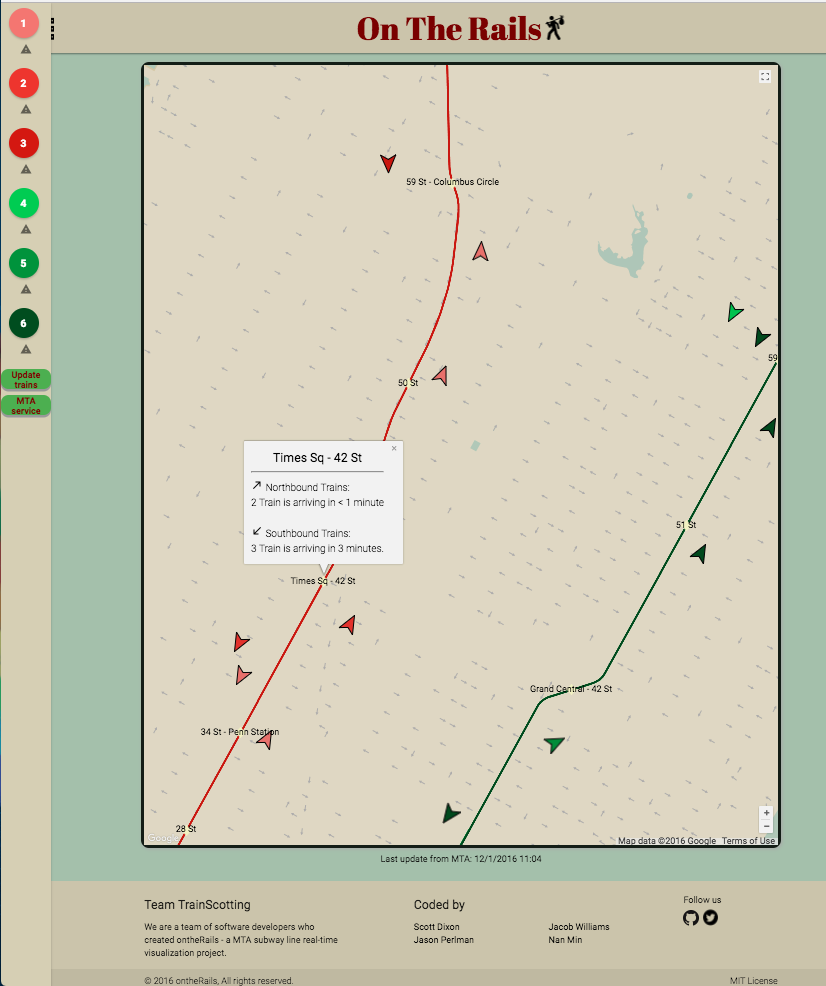 On The Rails
1
2
3
4
5
6
Update
trains
MTA
service
59 St - Columbus Circle
50 St
59
51 St
×
Times Sq - 42 St
Northbound Trains:
2 Train is arriving in < 1 minute
Southbound Trains:
3 Train is arriving in 3 minutes.
Times Sq - 42 St
Grand Central - 42 St
34 St - Penn Station
28 St
+
−
Google
Map data ©2016 Google Terms of Use
Last update from MTA: 12/1/2016 11:04
Team TrainScotting
We are a team of software developers who
created ontheRails - a MTA subway line real-time
visualization project.
Coded by
Scott Dixon
Jason Perlman
Jacob Williams
Nan Min
Follow us
© 2016 ontheRails, All rights reserved.
MIT License